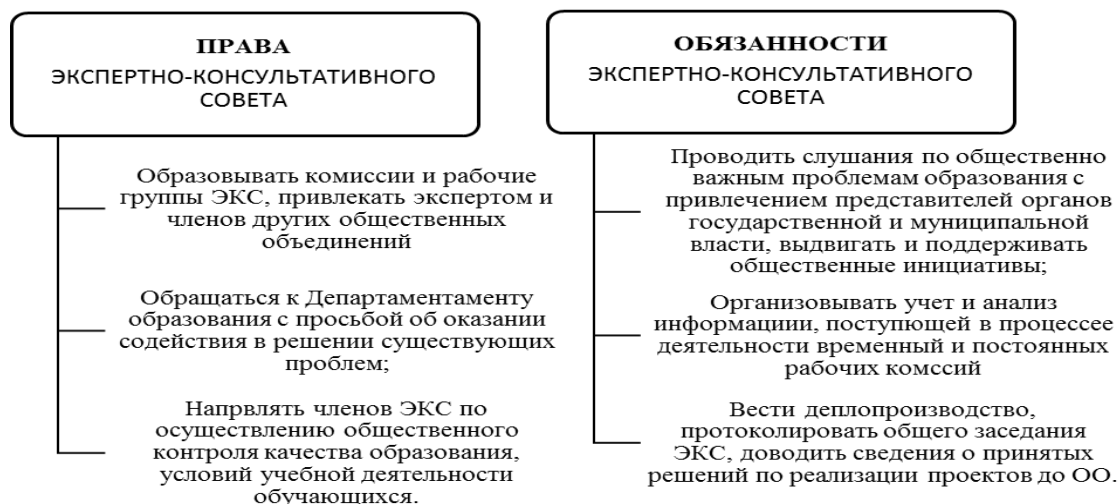 ПРАВА
ЭКСПЕРТНО-КОНСУЛЬТАТИВНОГО
СОВЕТА
Образовывать комиссии и рабочие
группы ЭКС, привлекать экспертом и
членов других общественных
объединений
Обращаться к Департаментаменту
образования с просьбой об оказании
содействия в решении существующих
проблем;
Напрвлять членов ЭКС по
осуществлению общественного
контроля качества образования,
условий учебной деятельности
обучающихся.
ОБЯЗАННОСТИ
ЭКСПЕРТНО-КОНСУЛЬТАТИВНОГО
СОВЕТА
Проводить слушания по общественно
важным проблемам образования с
привлечением представителей органов
государственной и муниципальной
власти, выдвигать и поддерживать
общественные инициативы;
Организовывать учет и анализ
информациии, поступющей в процессее
деятельности временный и постоянных
рабочих комссий
Вести деплопроизводство,
протоколировать общего заседания
ЭКС, доводить сведения о принятых
решений по реализации проектов до ОО.